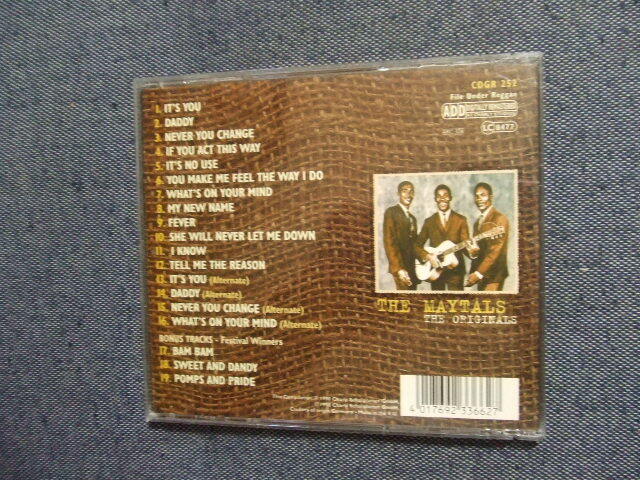 CDGR 252
File Under Reggae
ADD
LC 8477
1. IT'S YOU
2. DADDY
3. NEVER YOU CHANGE
4. IF YOU ACT THIS WAY
5. IT'S NO USE
6. YOU MAKE ME FEEL THE WAY I DO
7. WHAT'S ON YOUR MIND
8. MY NEW NAME
9. FEVER
10. SHE WILL NEVER LET ME DOWN
11. I KNOW
12. TELL ME THE REASON
13. IT'S YOU (Alternate)
14. DADDY (Alternate)
15. NEVER YOU CHANGE (Alternate)
16. WHAT'S ON YOUR MIND (Alternate)
BONUS TRACKS - Festival Winners
17. BAM BAM
18. SWEET AND DANDY
19. POMPS AND PRIDE
THE MAYTALS
THE ORIGINALS
4 017692 336627